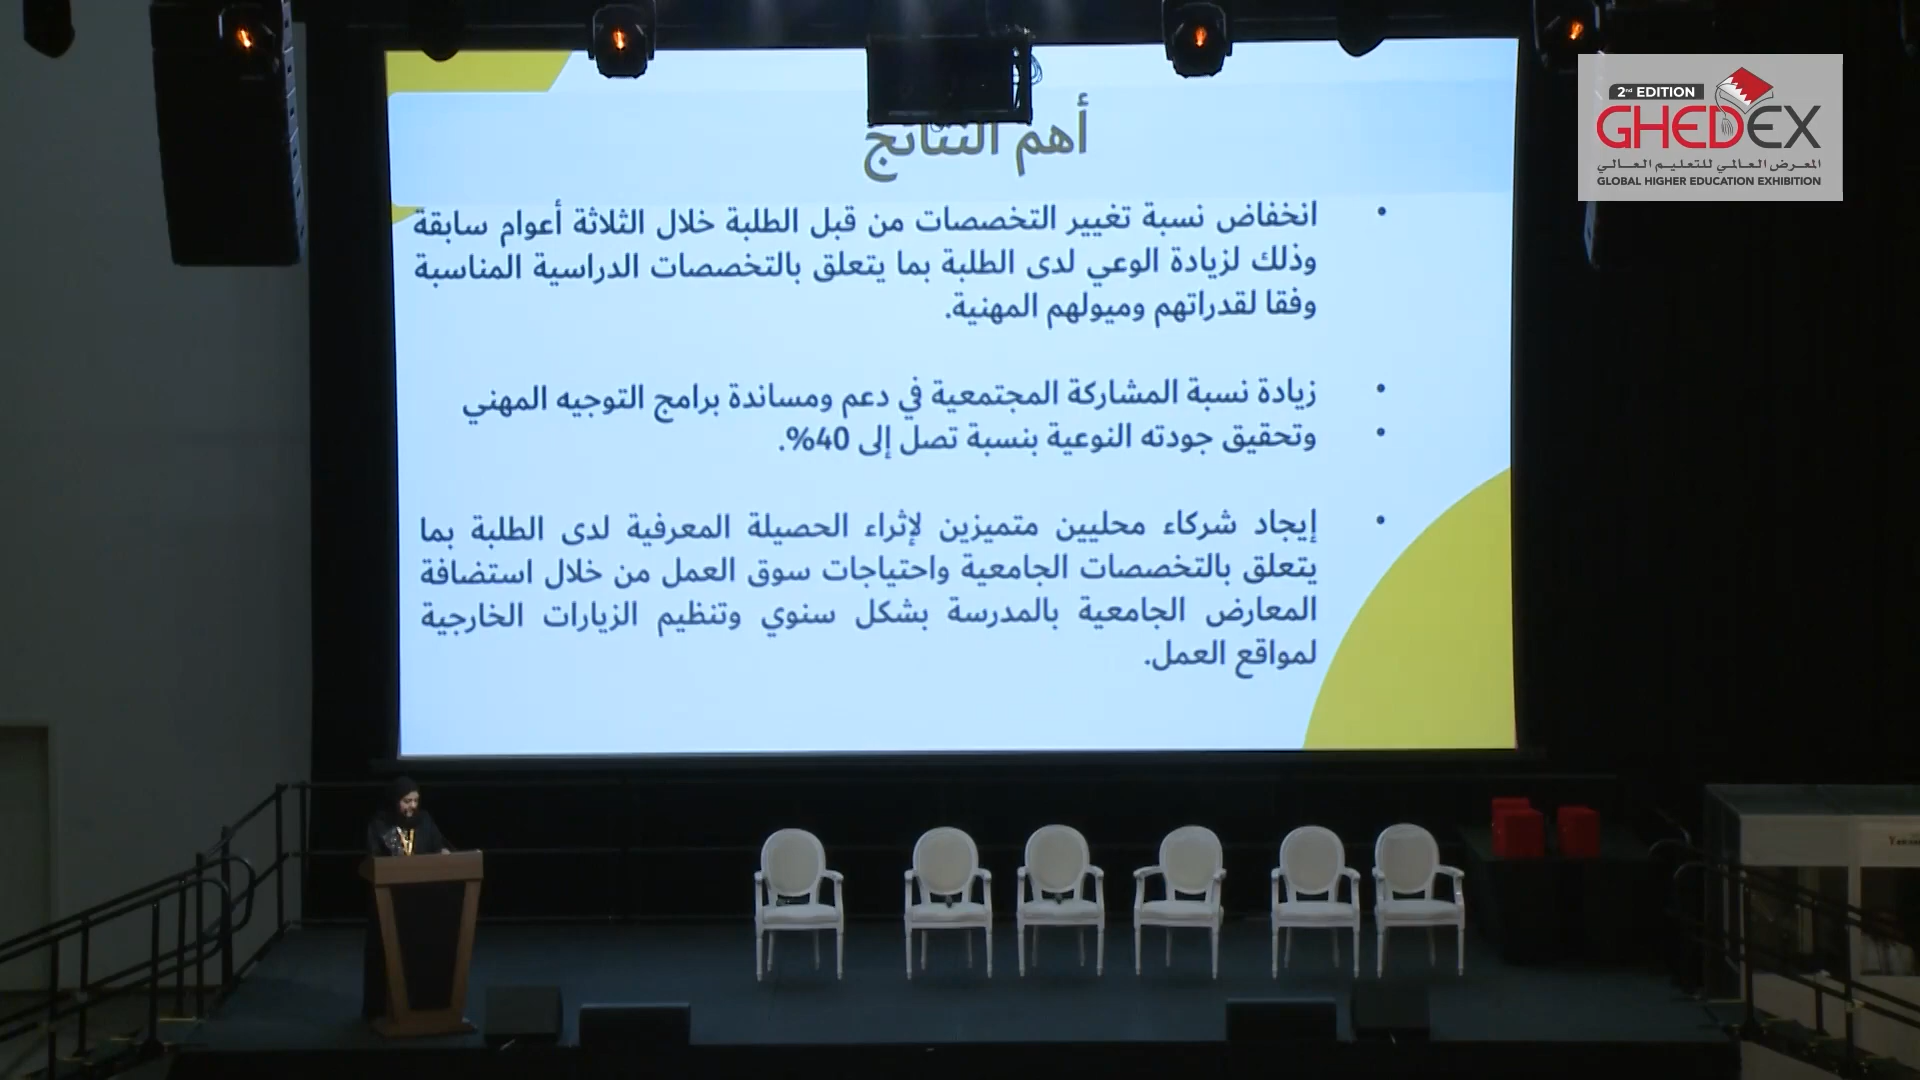 2nd EDITION
GHEDEX
المعرض العالمي للتعليم العالي
GLOBAL HIGHER EDUCATION EXHIBITION
أهم النتائج
• انخفاض نسبة تغيير التخصصات من قبل الطلبة خلال الثلاثة أعوام سابقة
وذلك لزيادة الوعي لدى الطلبة بما يتعلق بالتخصصات الدراسية المناسبة
وفقا لقدراتهم وميولهم المهنية.
• زيادة نسبة المشاركة المجتمعية في دعم ومساندة برامج التوجيه المهني
• وتحقيق جودته النوعية بنسبة تصل إلى 40%.
• إيجاد شركاء محليين متميزين لإثراء الحصيلة المعرفية لدى الطلبة بما
يتعلق بالتخصصات الجامعية واحتياجات سوق العمل من خلال استضافة
المعارض الجامعية بالمدرسة بشكل سنوي وتنظيم الزيارات الخارجية
لمواقع العمل.